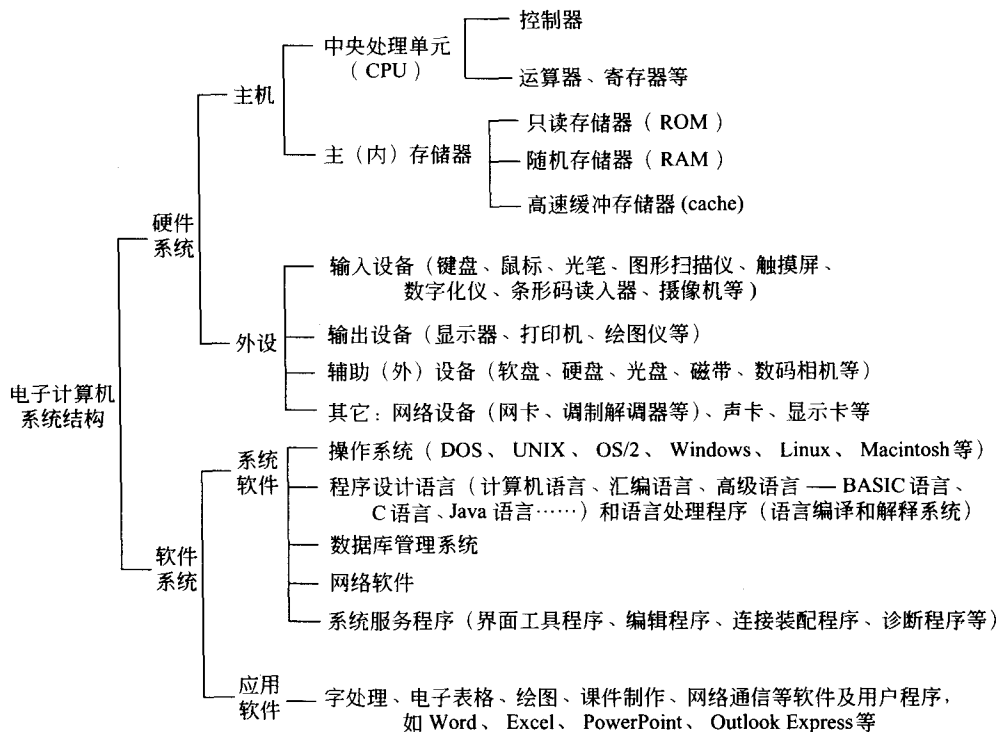 电子计算机
系统结构
硬件
系统
主机
中央处理单元
（CPU）
控制器
运算器、寄存器等
主（内）存储器
只读存储器（ROM）
随机存储器（RAM）
高速缓冲存储器(cache)
外设
输入设备（键盘、鼠标、光笔、图形扫描仪、触摸屏、
数字化仪、条形码读入器、摄像机等）
输出设备（显示器、打印机、绘图仪等）
辅助（外）设备（软盘、硬盘、光盘、磁带、数码相机等）
其它：网络设备（网卡、调制解调器等）、声卡、显示卡等
软件
系统
系统
软件
操作系统（DOS、UNIX、OS/2、Windows、Linux、Macintosh等）
程序设计语言（计算机语言、汇编语言、高级语言——BASIC语言、
C语言、Java语言……）和语言处理程序（语言编译和解释系统）
数据库管理系统
网络软件
系统服务程序（界面工具程序、编辑程序、连接装配程序、诊断程序等）
应用
软件
字处理、电子表格、绘图、课件制作、网络通信等软件及用户程序，
如Word、Excel、PowerPoint、Outlook Express等